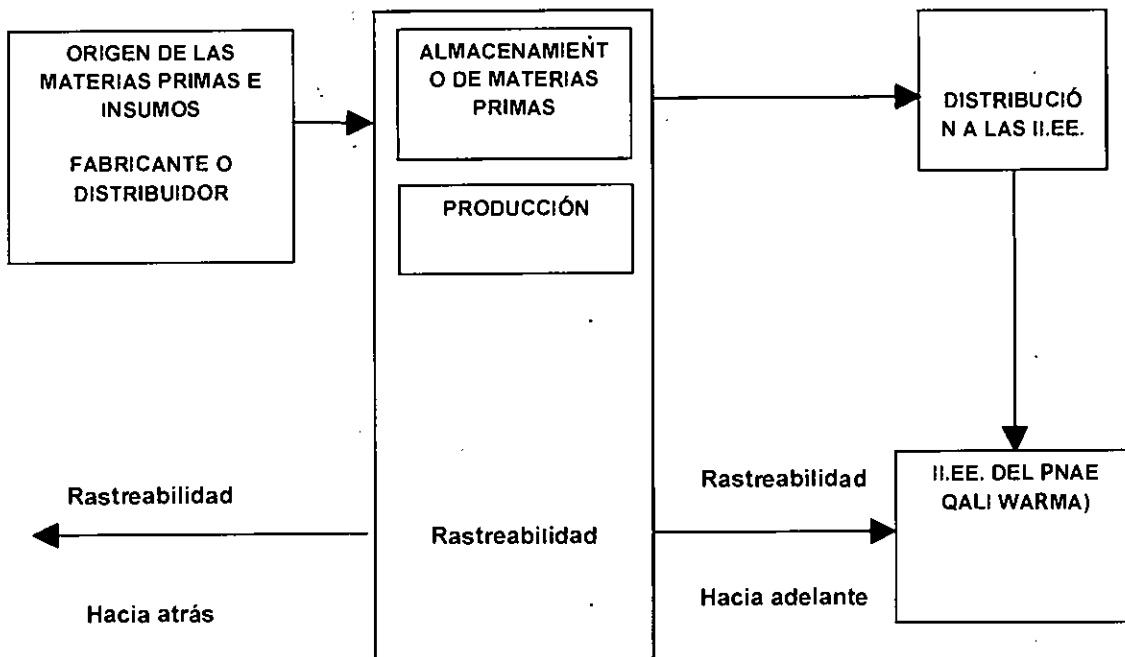 ORIGEN DE LAS
MATERIAS PRIMAS E
INSUMOS
FABRICANTE O
DISTRIBUIDOR
ALMACENAMIENT
O DE MATERIAS
PRIMAS
PRODUCCIÓN
DISTRIBUCIÓ
N A LAS II.EE.
II.EE. DEL PNAE
QALI WARMA)
Rastreabilidad
Hacia atrás
Rastreabilidad
Rastreabilidad
Hacia adelante